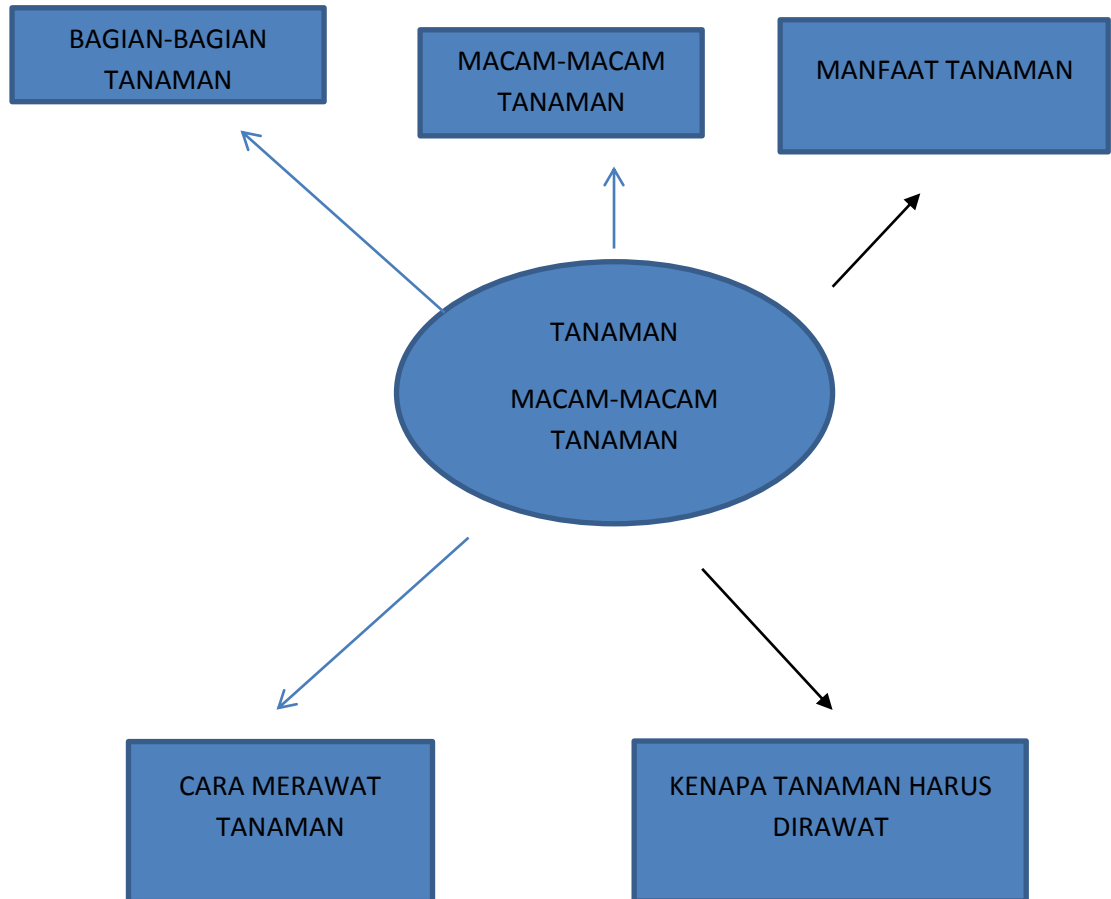 BAGIAN-BAGIAN
TANAMAN
MACAM-MACAM
TANAMAN
MANFAAT TANAMAN
TANAMAN
MACAM-MACAM
TANAMAN
CARA MERAWAT
TANAMAN
KENAPA TANAMAN HARUS
DIRAWAT